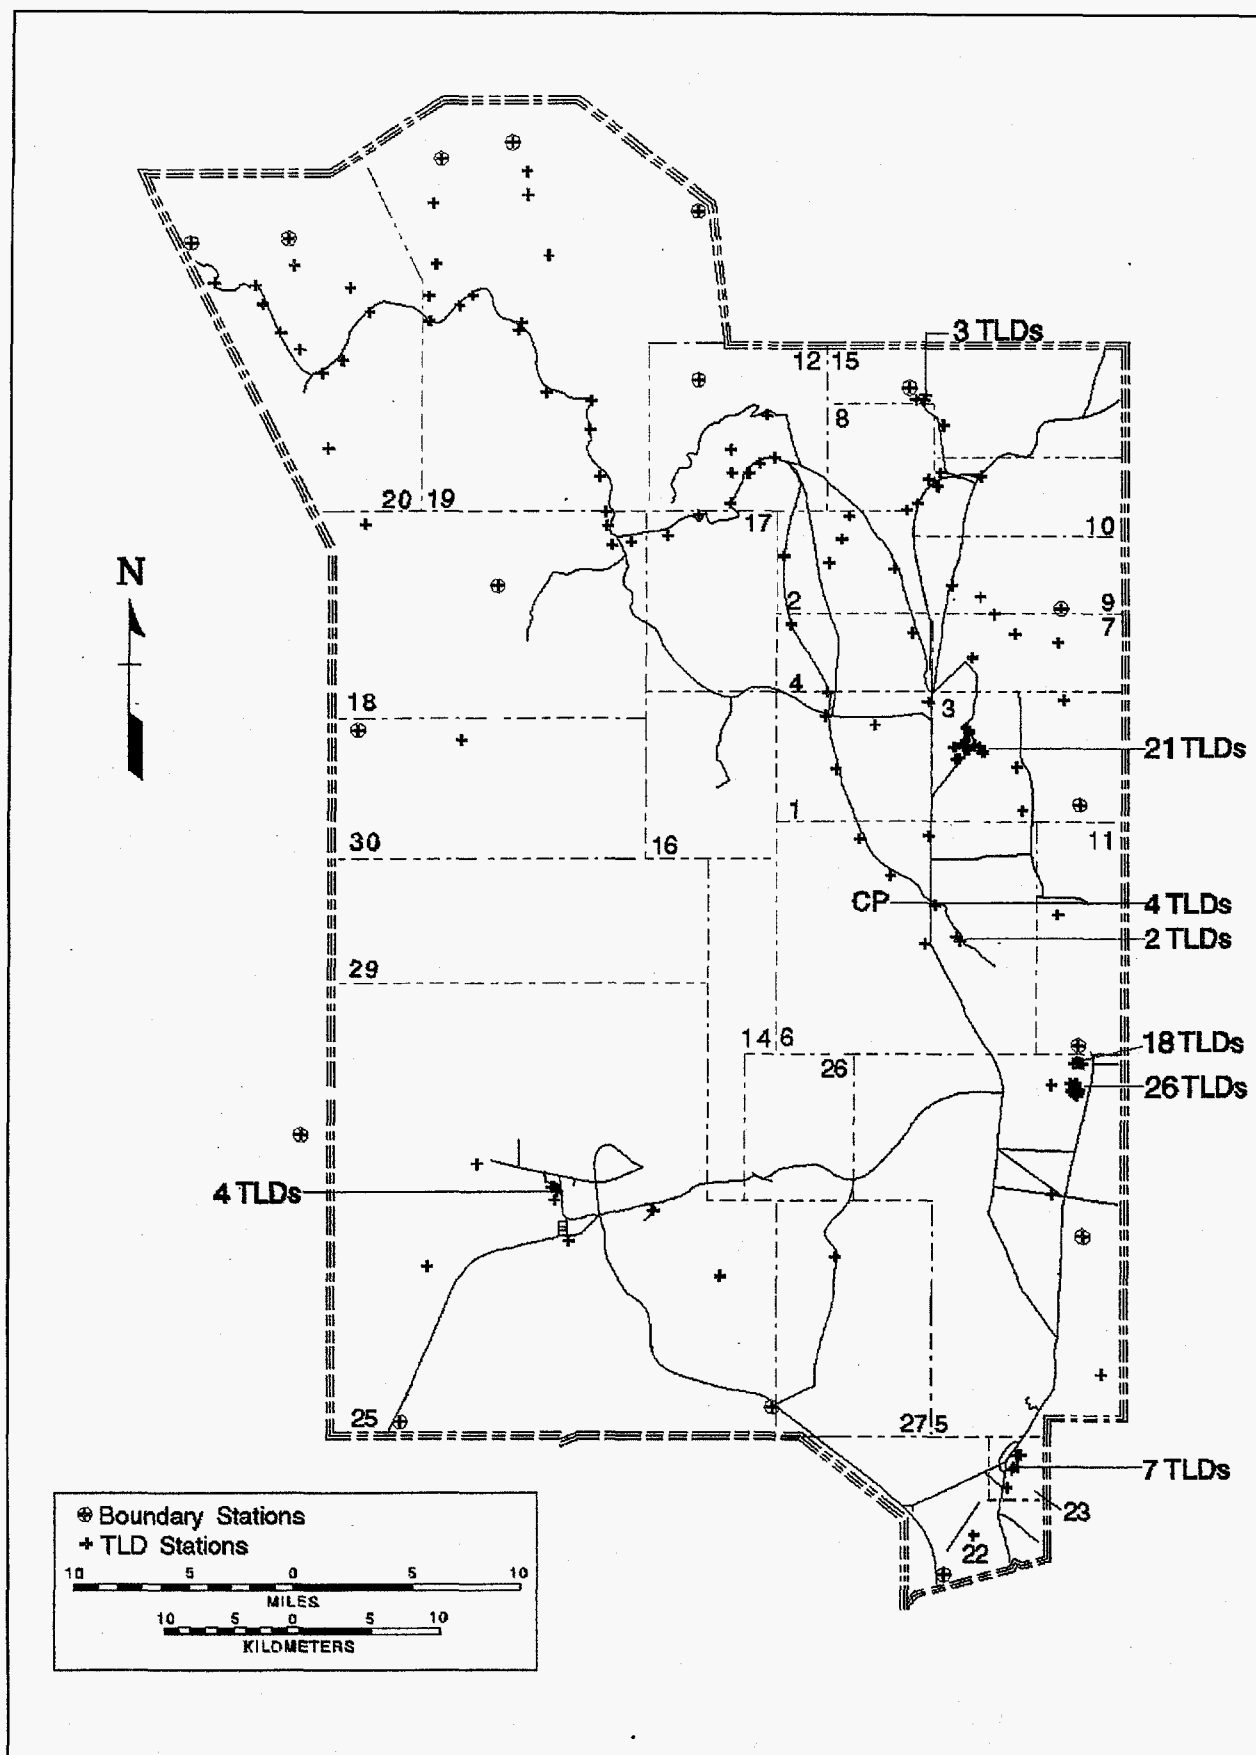 3 TLDs
12 15
8
20 19
17
10
N
2
9
7
18
4
3
21 TLDs
1
30
16
11
CP
4 TLDs
2 TLDs
29
14 6
18 TLDs
26
26 TLDs
4 TLDs
25
27 5
7 TLDs
23
22
Boundary Stations
TLD Stations
10 5 0 5 10
MILES
10 5 0 5 10
KILOMETERS